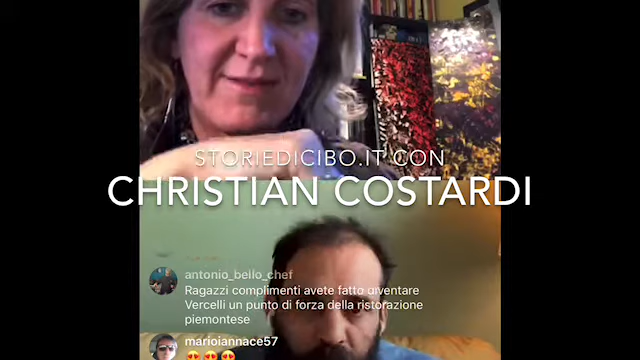 STORIEDICIBO.IT CON
CHRISTIAN COSTARDI
antonio_bello_chef
Ragazzi complimenti avete fatto diventare
Vercelli un punto di forza della ristorazione
piemontese
marioiannace57